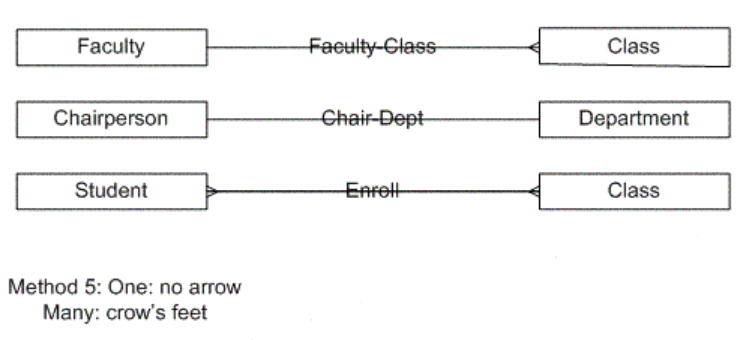 Faculty Faculty-Class Class
Chairperson Chair-Dept Department
Student Enroll Class
Method 5: One: no arrow
Many: crow's feet